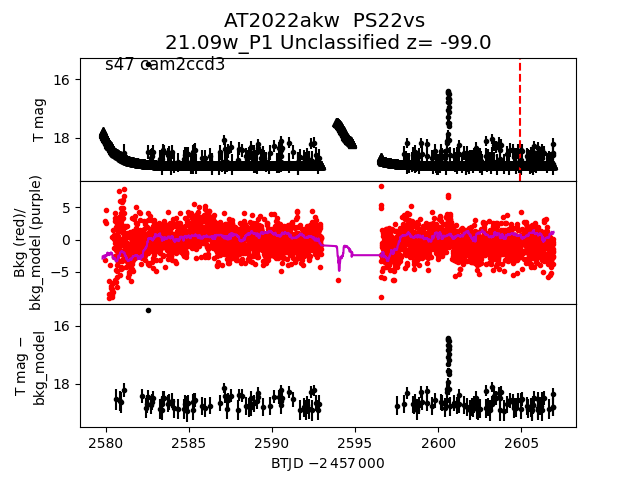 AT2022akw  PS22vs
21.09w_P1 Unclassified z= -99.0
s47 cam2ccd3
T mag
16
18
Bkg (red)/
bkg_model (purple)
5
0
−5
T mag −
bkg_model
16
18
2580
2585
2590
2595
2600
2605
BTJD −2 457 000